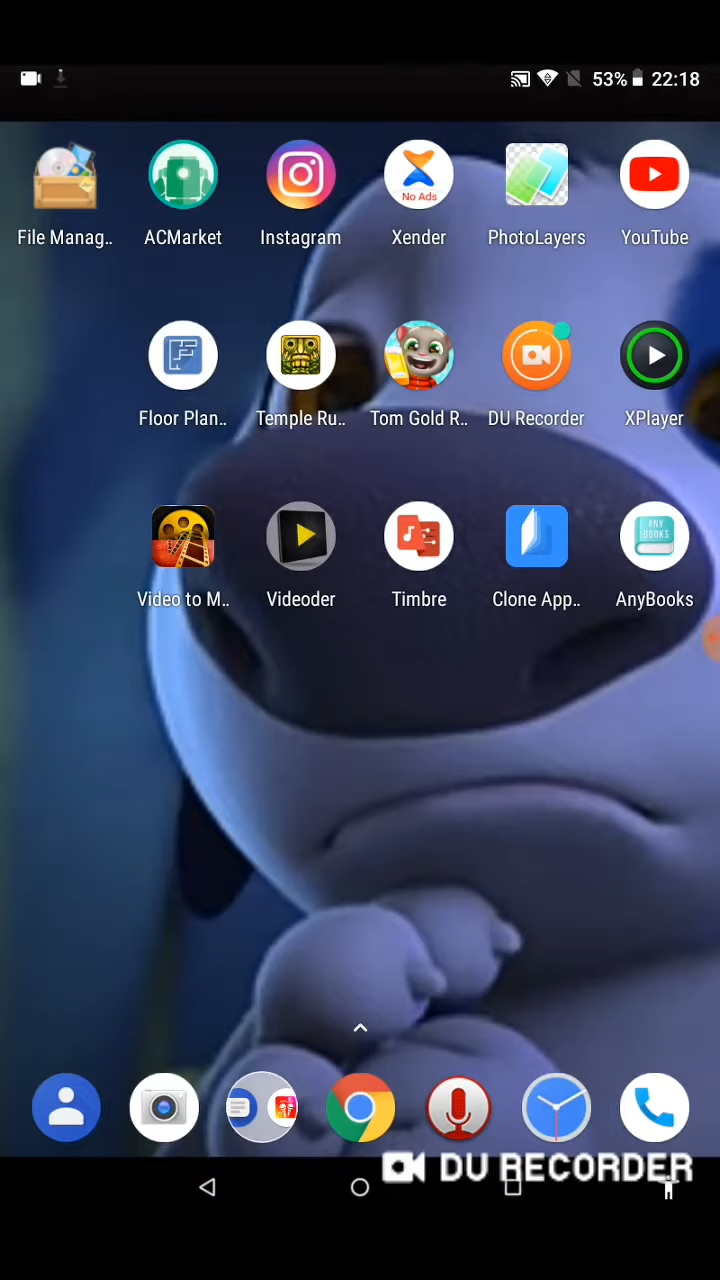 53% 22:18
No Ads
File Manag.. ACMarket Instagram Xender PhotoLayers YouTube
Floor Plan.. Temple Ru.. Tom Gold R.. DU Recorder XPlayer
ANY
BOOKS
Video to M.. Videoder Timbre Clone App.. AnyBooks
DU RECORDER